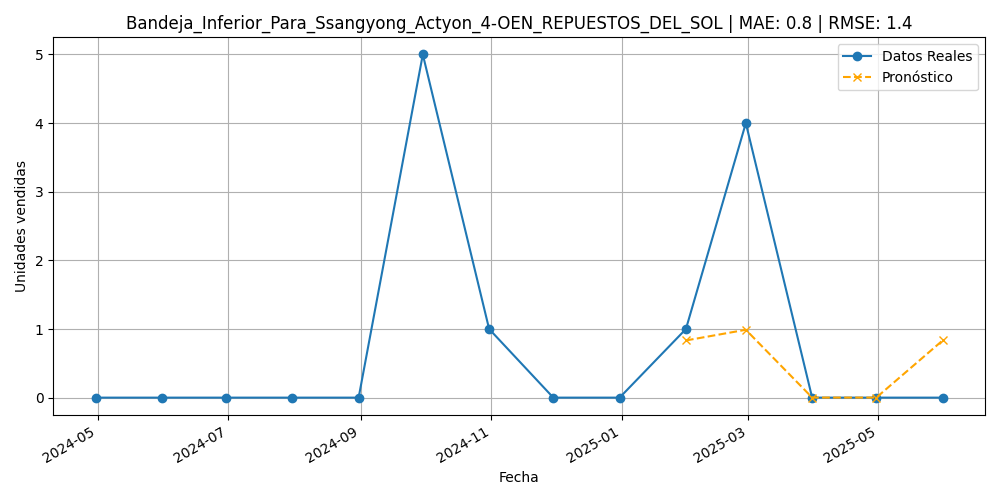 Bandeja_Inferior_Para_Ssangyong_Actyon_4-OEN_REPUESTOS_DEL_SOL | MAE: 0.8 | RMSE: 1.4
Datos Reales
Pronóstico
Unidades vendidas
5
4
3
2
1
0
2024-05
2024-07
2024-09
2024-11
2025-01
2025-03
2025-05
Fecha